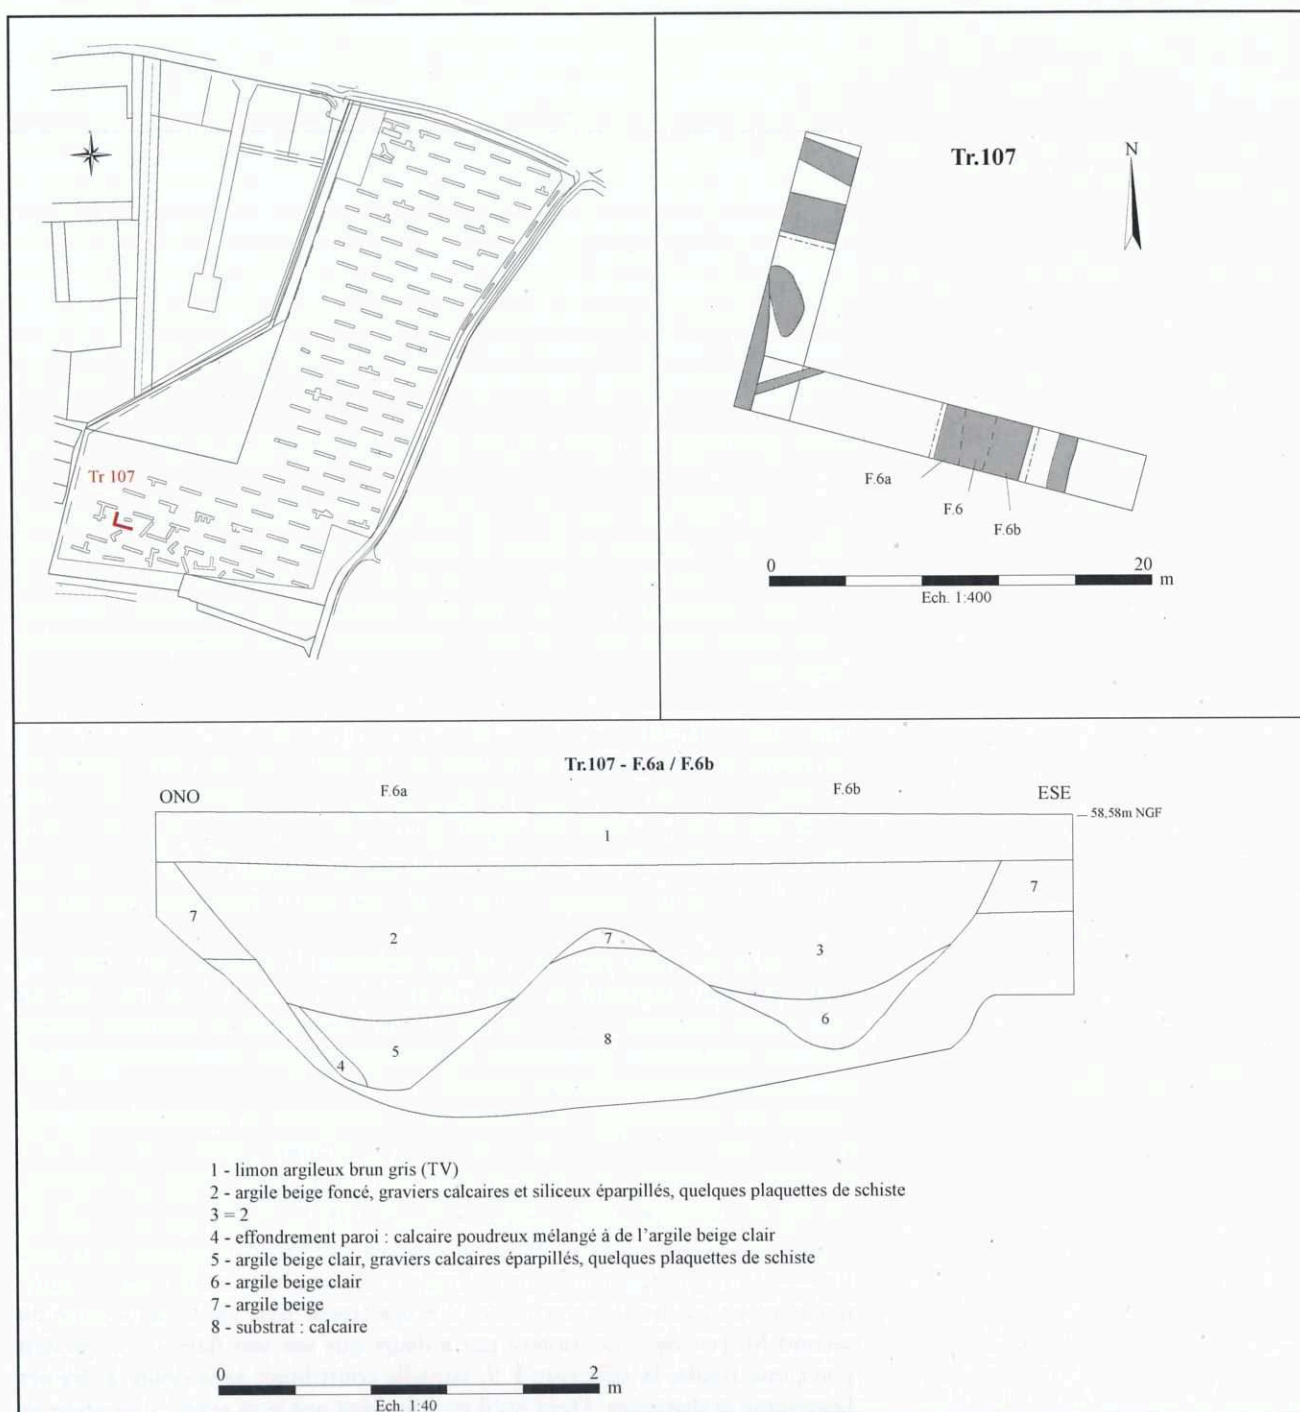 Tr 107
Tr.107
N
F.6a
F.6
F.6b
0 20
m
Ech. 1:400
Tr.107 - F.6a / F.6b
ONO F.6a F.6b ESE
58,58m NGF
1
7
7
2
7
3
6
8
5
4
1 - limon argileux brun gris (TV)
2 - argile beige foncé, graviers calcaires et siliceux éparpillés, quelques plaquettes de schiste
3 = 2
4 - effondrement paroi : calcaire poudreux mélangé à de l'argile beige clair
5 - argile beige clair, graviers calcaires éparpillés, quelques plaquettes de schiste
6 - argile beige clair
7 - argile beige
8 - substrat : calcaire
0 2
m
Ech. 1:40